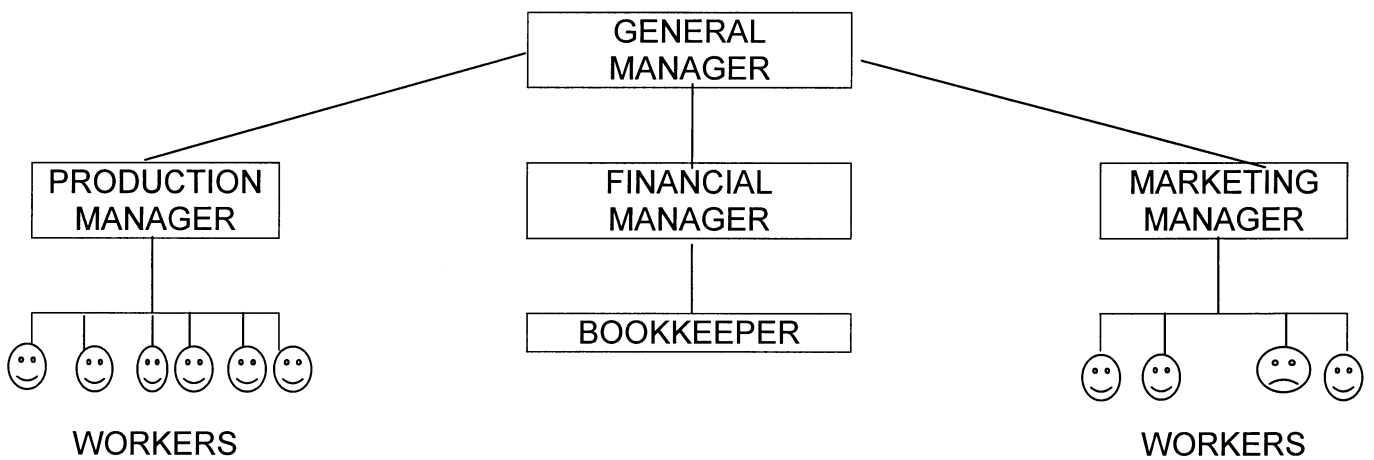 GENERAL
MANAGER
PRODUCTION
MANAGER
FINANCIAL
MANAGER
MARKETING
MANAGER
BOOKKEEPER
WORKERS
WORKERS